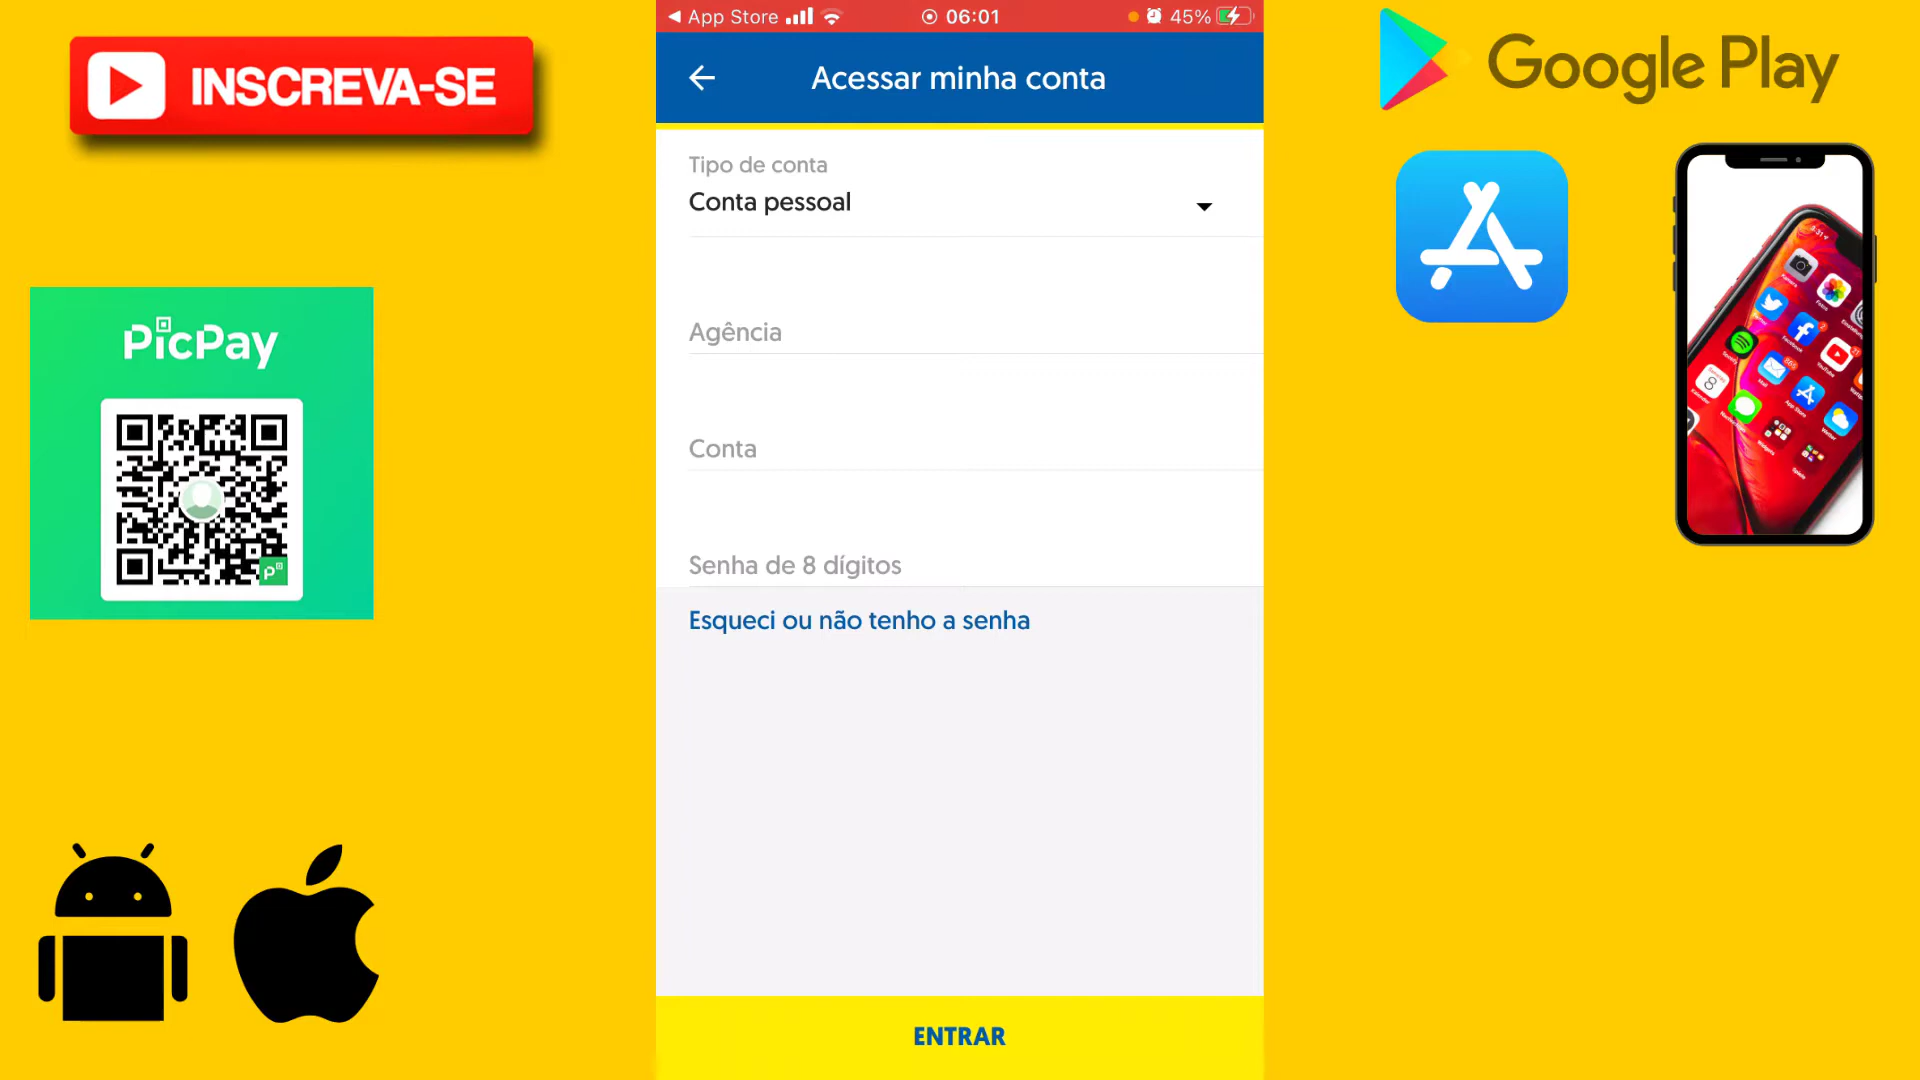 ◀ App Store
06:01
45%
INSCREVA-SE
Acessar minha conta
Google Play
Tipo de conta
Conta pessoal
Agência
PicPay
Conta
Senha de 8 dígitos
Esqueci ou não tenho a senha
ENTRAR